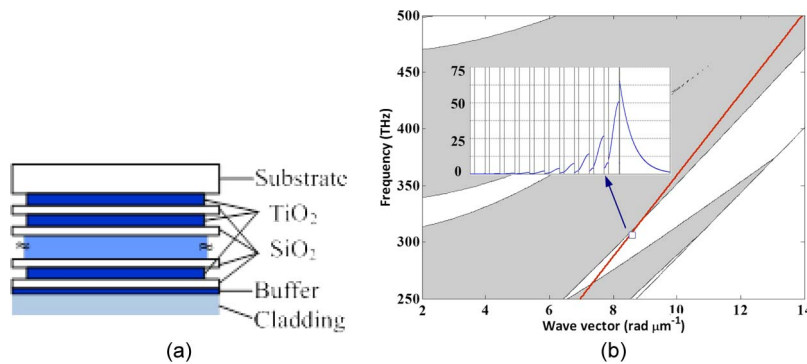 Substrate
TiO₂
SiO₂
Buffer
Cladding
(a)
(b)
Frequency (THz)
500
450
400
350
300
250
75
50
25
0
2
4
6
8
10
12
14
Wave vector (rad µm⁻¹)